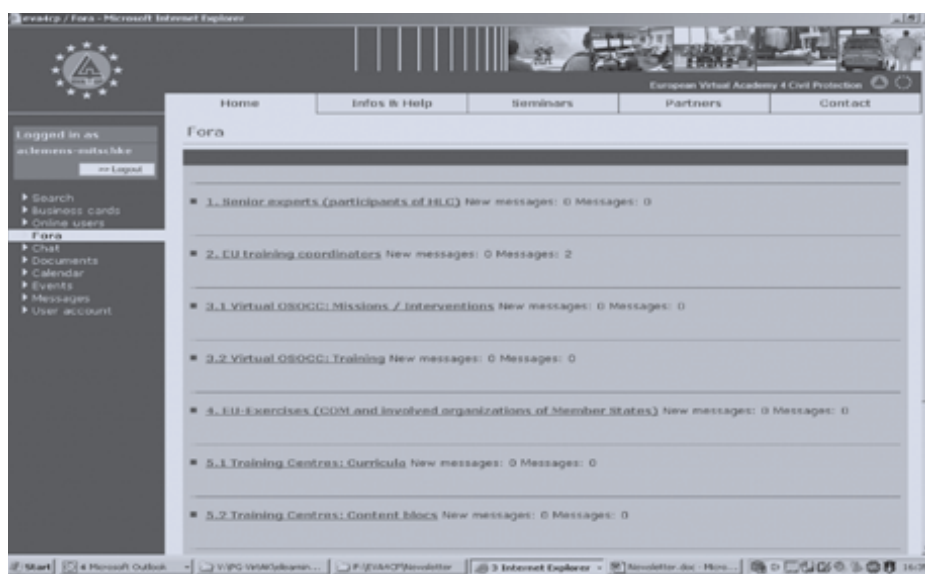 eva4cp / Fora - Microsoft Internet Explorer
European Virtual Academy 4 Civil Protection
Home Infos & Help Seminars Partners Contact
Logged in as
aclemens-mitschke
>> Logout
Search
Business cards
Online users
Fora
Chat
Documents
Calendar
Events
Messages
User account
Fora
1. Senior experts (participants of HLC) New messages: 0 Messages: 0
2. EU training coordinators New messages: 0 Messages: 2
3.1 Virtual OSOCC: Missions / Interventions New messages: 0 Messages: 0
3.2 Virtual OSOCC: Training New messages: 0 Messages: 0
4. EU-Exercises (COM and involved organizations of Member States) New messages: 0 Messages: 0
5.1 Training Centres: Curricula New messages: 0 Messages: 0
5.2 Training Centres: Content blocs New messages: 0 Messages: 0
Start 4 Microsoft Outlook 3 Internet Explorer Newsletter.doc - Micro...